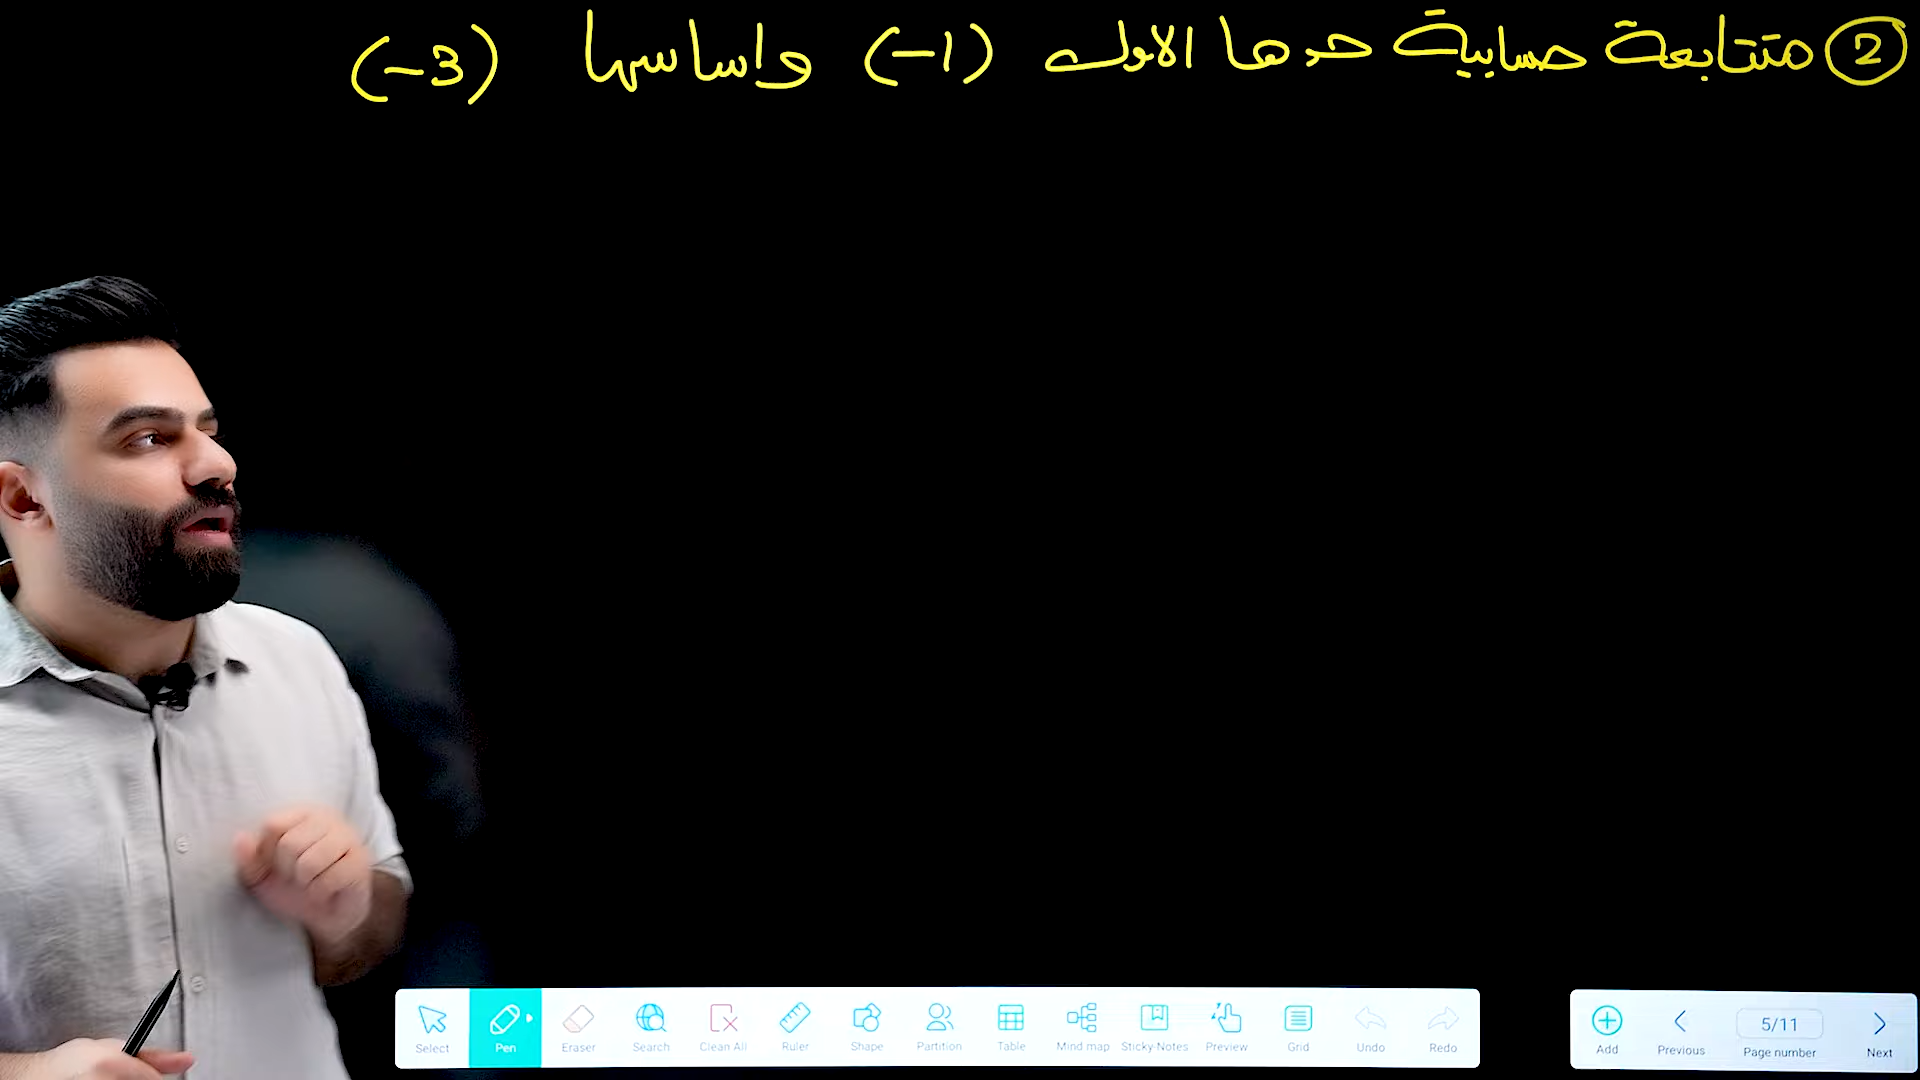 ② متتابعة حسابية حدها الاول (-1) واساسها (-3)
Select Pen Eraser Search Clean All Ruler Shape Partition Table Mind map Sticky-Notes Preview Grid Undo Redo
Add Previous 5/11 Page number Next